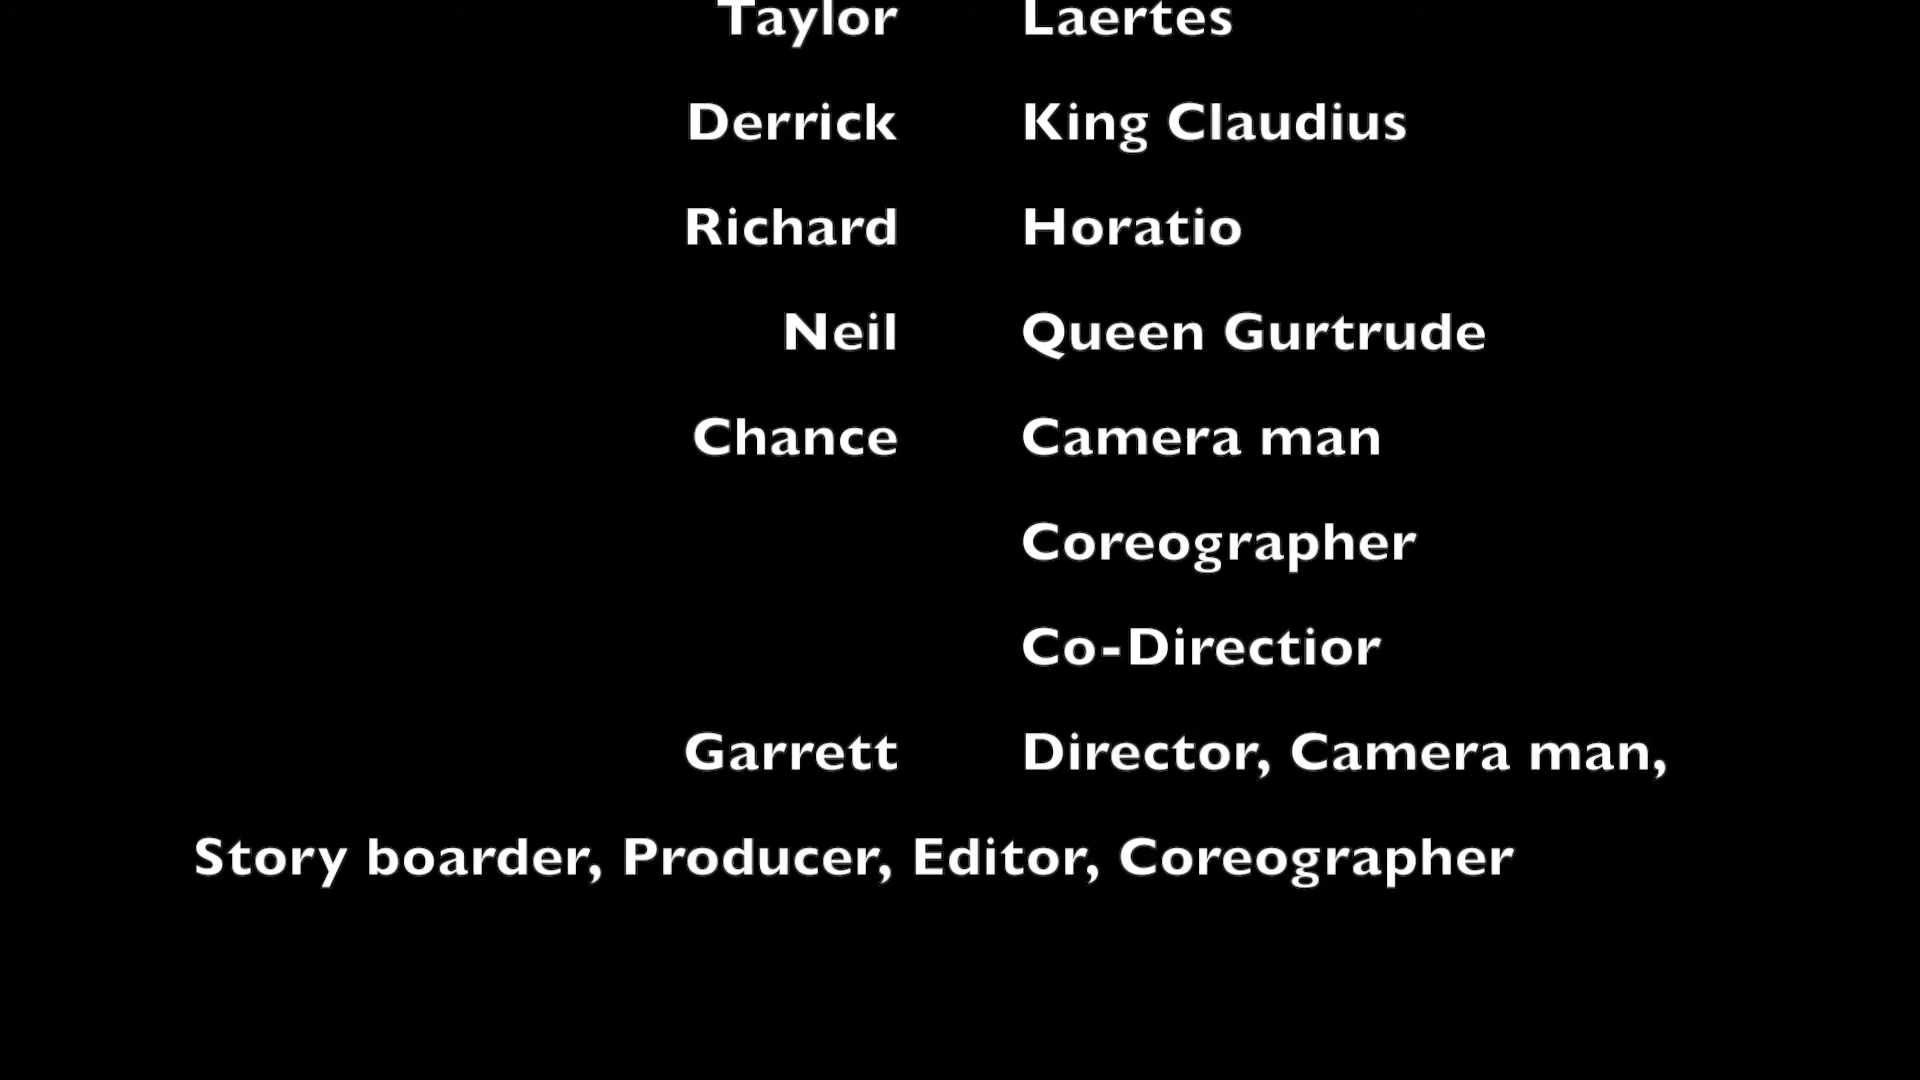 Taylor Laertes
Derrick King Claudius
Richard Horatio
Neil Queen Gurtrude
Chance Camera man
Coreographer
Co-Directior
Garrett Director, Camera man,
Story boarder, Producer, Editor, Coreographer